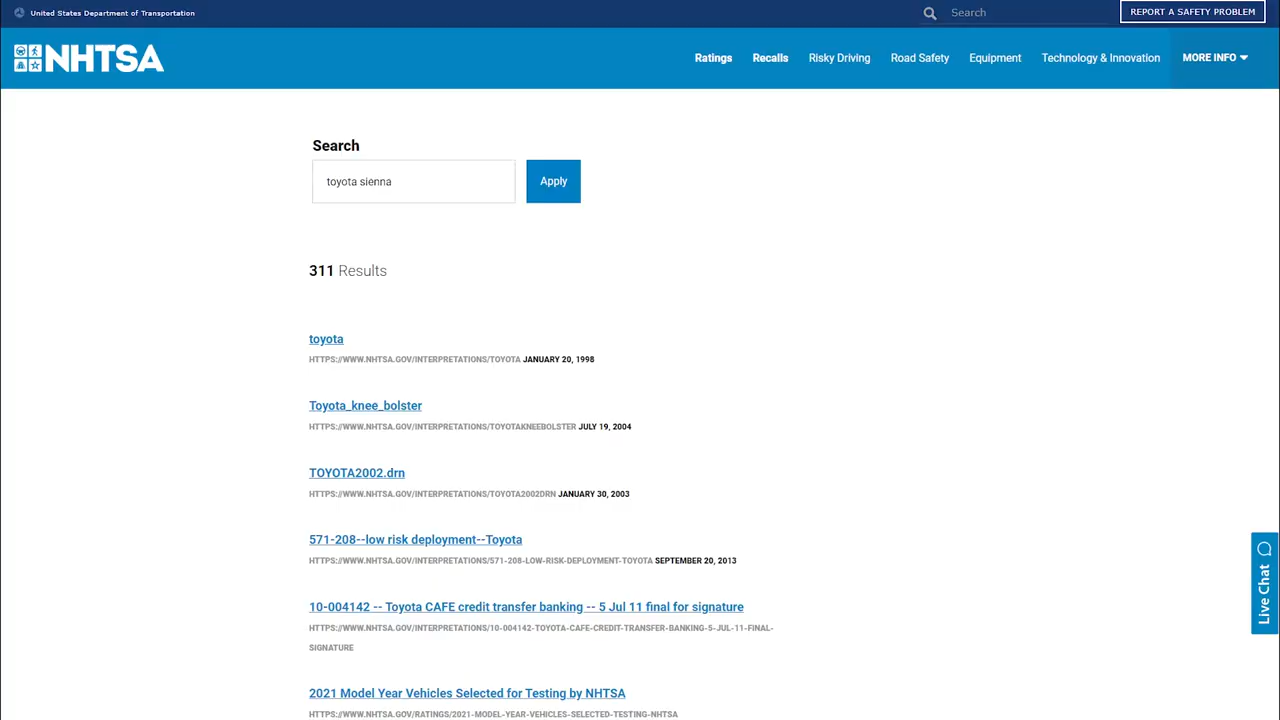 United States Department of Transportation
Search
REPORT A SAFETY PROBLEM
NHTSA
Ratings
Recalls
Risky Driving
Road Safety
Equipment
Technology & Innovation
MORE INFO
Search
toyota sienna
Apply
311 Results
toyota
HTTPS://WWW.NHTSA.GOV/INTERPRETATIONS/TOYOTA JANUARY 20, 1998
Toyota_knee_bolster
HTTPS://WWW.NHTSA.GOV/INTERPRETATIONS/TOYOTAKNEEBOLSTER JULY 19, 2004
TOYOTA2002.drn
HTTPS://WWW.NHTSA.GOV/INTERPRETATIONS/TOYOTA2002DRN JANUARY 30, 2003
571-208--low risk deployment--Toyota
HTTPS://WWW.NHTSA.GOV/INTERPRETATIONS/571-208-LOW-RISK-DEPLOYMENT-TOYOTA SEPTEMBER 20, 2013
10-004142 -- Toyota CAFE credit transfer banking -- 5 Jul 11 final for signature
HTTPS://WWW.NHTSA.GOV/INTERPRETATIONS/10-004142-TOYOTA-CAFE-CREDIT-TRANSFER-BANKING-5-JUL-11-FINAL-
SIGNATURE
2021 Model Year Vehicles Selected for Testing by NHTSA
HTTPS://WWW.NHTSA.GOV/RATINGS/2021-MODEL-YEAR-VEHICLES-SELECTED-TESTING-NHTSA
Live Chat